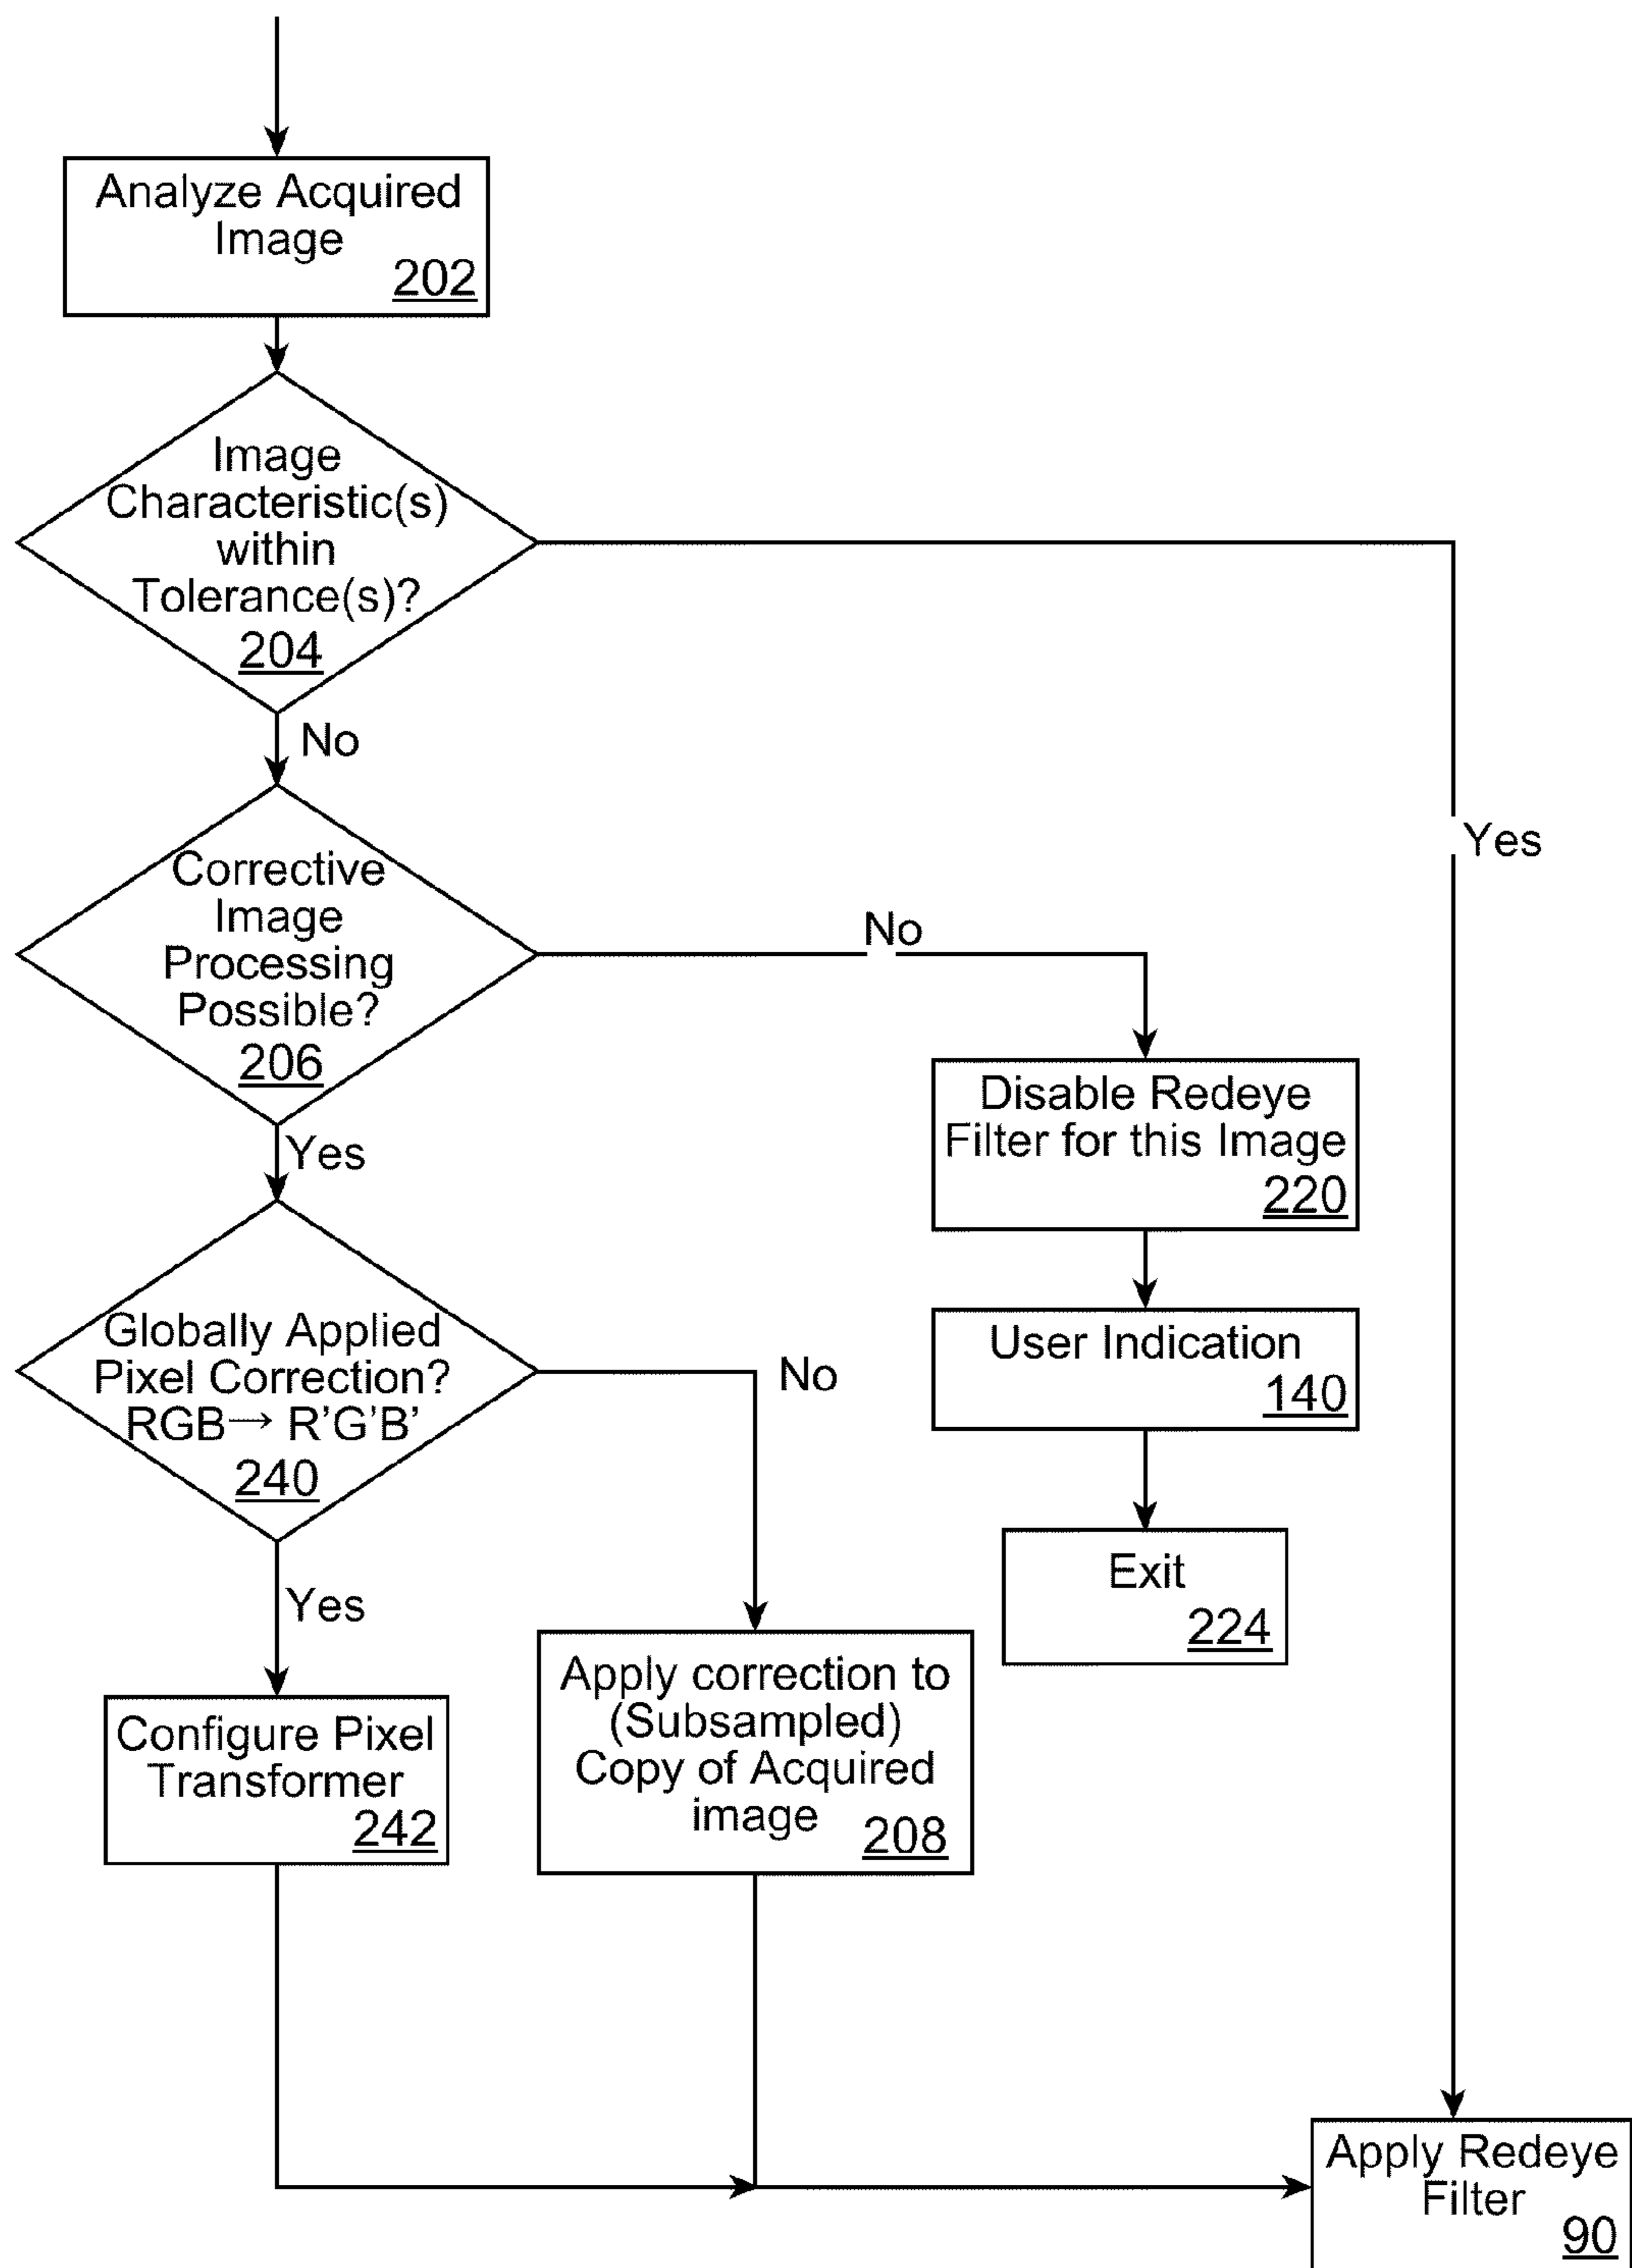 Analyze Acquired
Image
202
Image
Characteristic(s)
within
Tolerance(s)?
204
No
Yes
Corrective
Image
Processing
Possible?
206
No
Yes
Disable Redeye
Filter for this Image
220
User Indication
140
Exit
224
Globally Applied
Pixel Correction?
RGB→ R'G'B'
240
No
Yes
Configure Pixel
Transformer
242
Apply correction to
(Subsampled)
Copy of Acquired
image
208
Apply Redeye
Filter
90